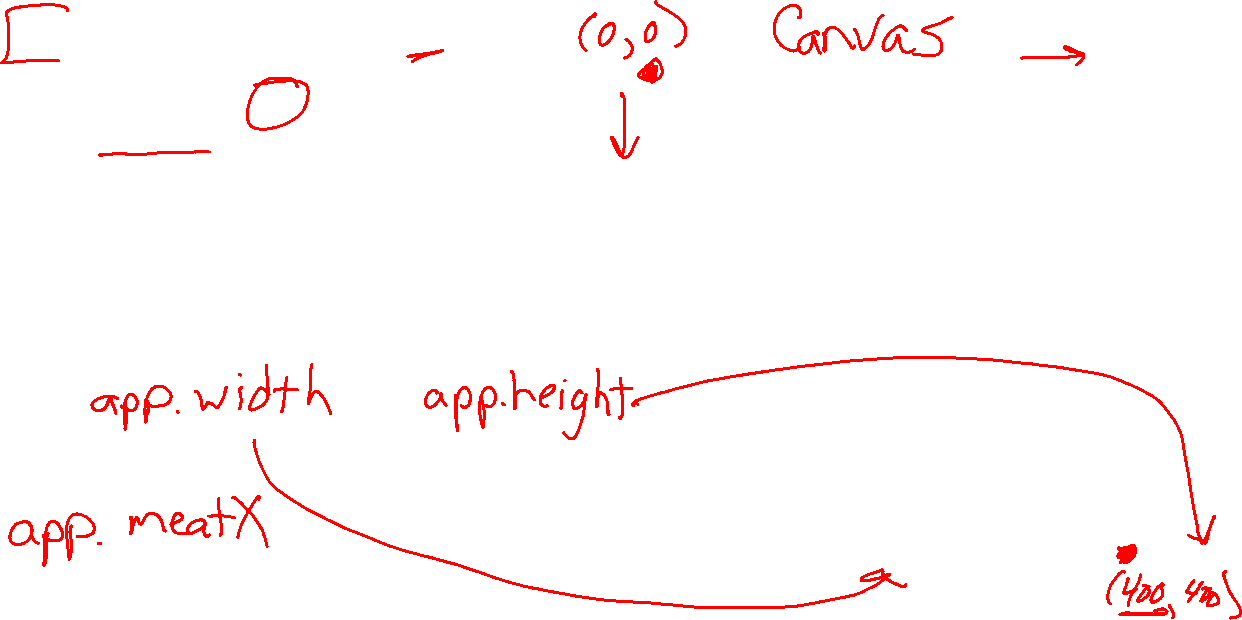 (0,0) Canvas
app.width app.height
app. meatX
(400, 400)